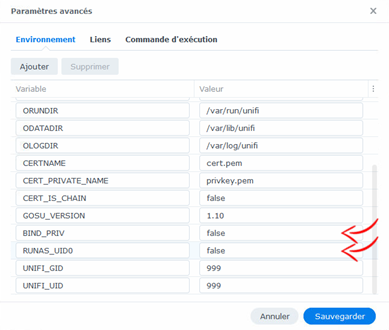 Paramètres avancés
Environnement Liens Commande d'exécution
Ajouter Supprimer
Variable Valeur
ORUNDIR /var/run/unifi
ODATADIR /var/lib/unifi
OLOGDIR /var/log/unifi
CERTNAME cert.pem
CERT_PRIVATE_NAME privkey.pem
CERT_IS_CHAIN false
GOSU_VERSION 1.10
BIND_PRIV false
RUNAS_UID0 false
UNIFI_GID 999
UNIFI_UID 999
Annuler Sauvegarder